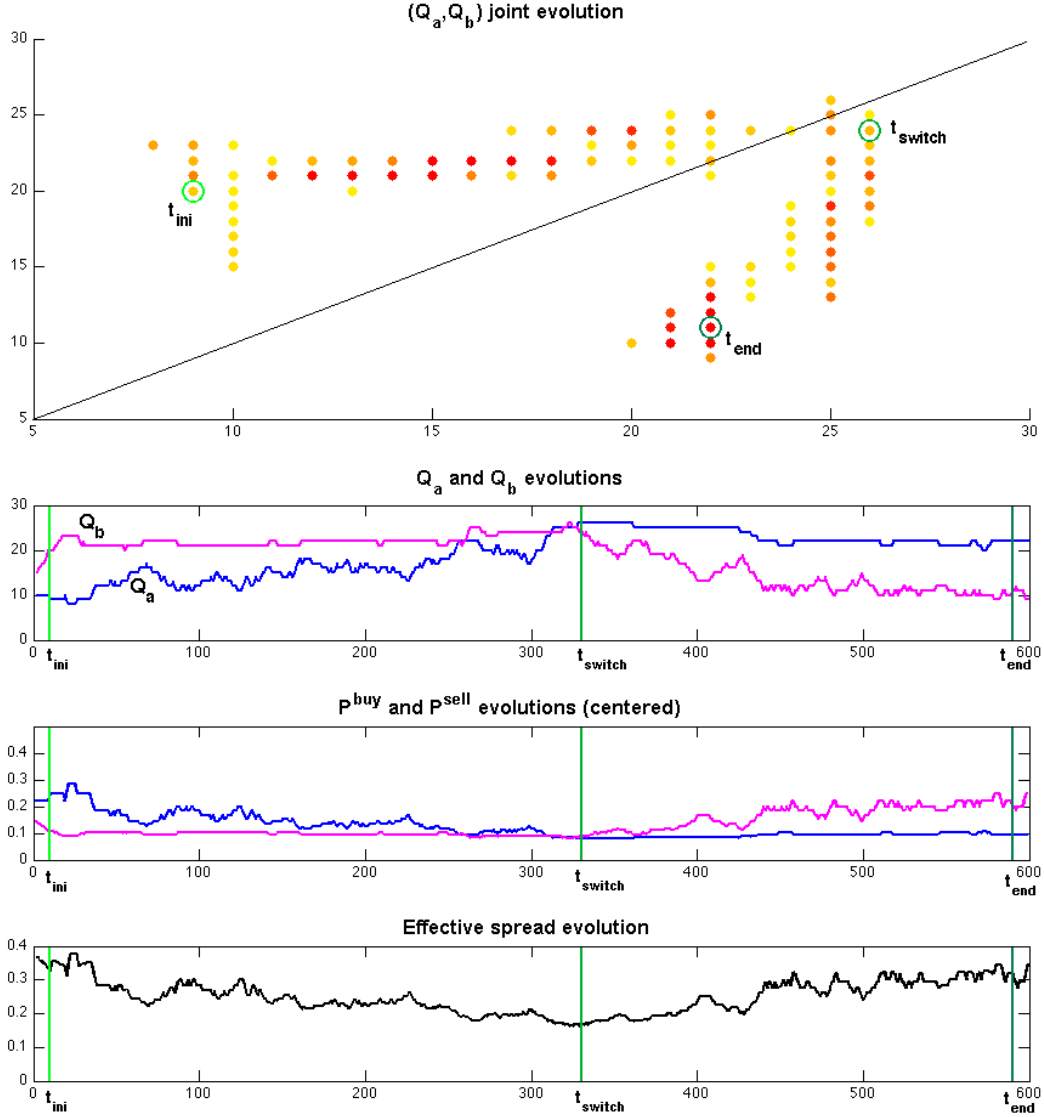 (Q_a,Q_b) joint evolution
30
25
20
15
10
5
t_switch
t_ini
t_end
5 10 15 20 25 30
Q_a and Q_b evolutions
30
20
10
0
Q_b
Q_a
0 100 200 300 400 500 600
t_ini t_switch t_end
P^buy and P^sell evolutions (centered)
0.4
0.3
0.2
0.1
0
0 100 200 300 400 500 600
t_ini t_switch t_end
Effective spread evolution
0.4
0.3
0.2
0.1
0
0 100 200 300 400 500 600
t_ini t_switch t_end